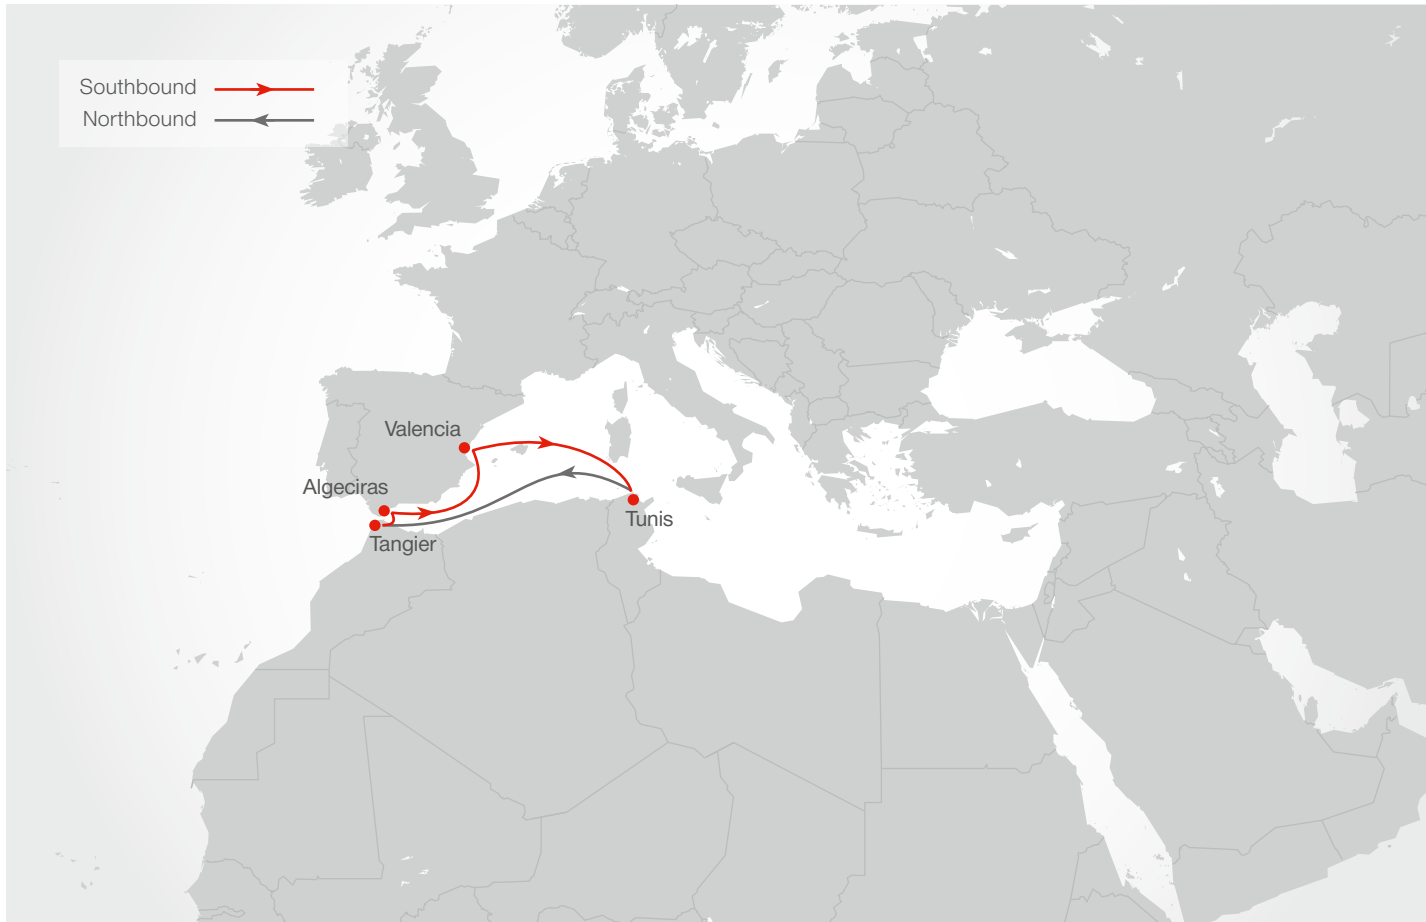 Southbound
Northbound
Valencia
Algeciras
Tunis
Tangier